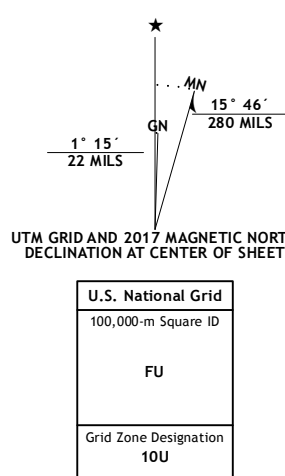 ★
MN
GN
15° 46´
280 MILS
1° 15´
22 MILS
UTM GRID AND 2017 MAGNETIC NORT
DECLINATION AT CENTER OF SHEET
U.S. National Grid
100,000-m Square ID
FU
Grid Zone Designation
10U